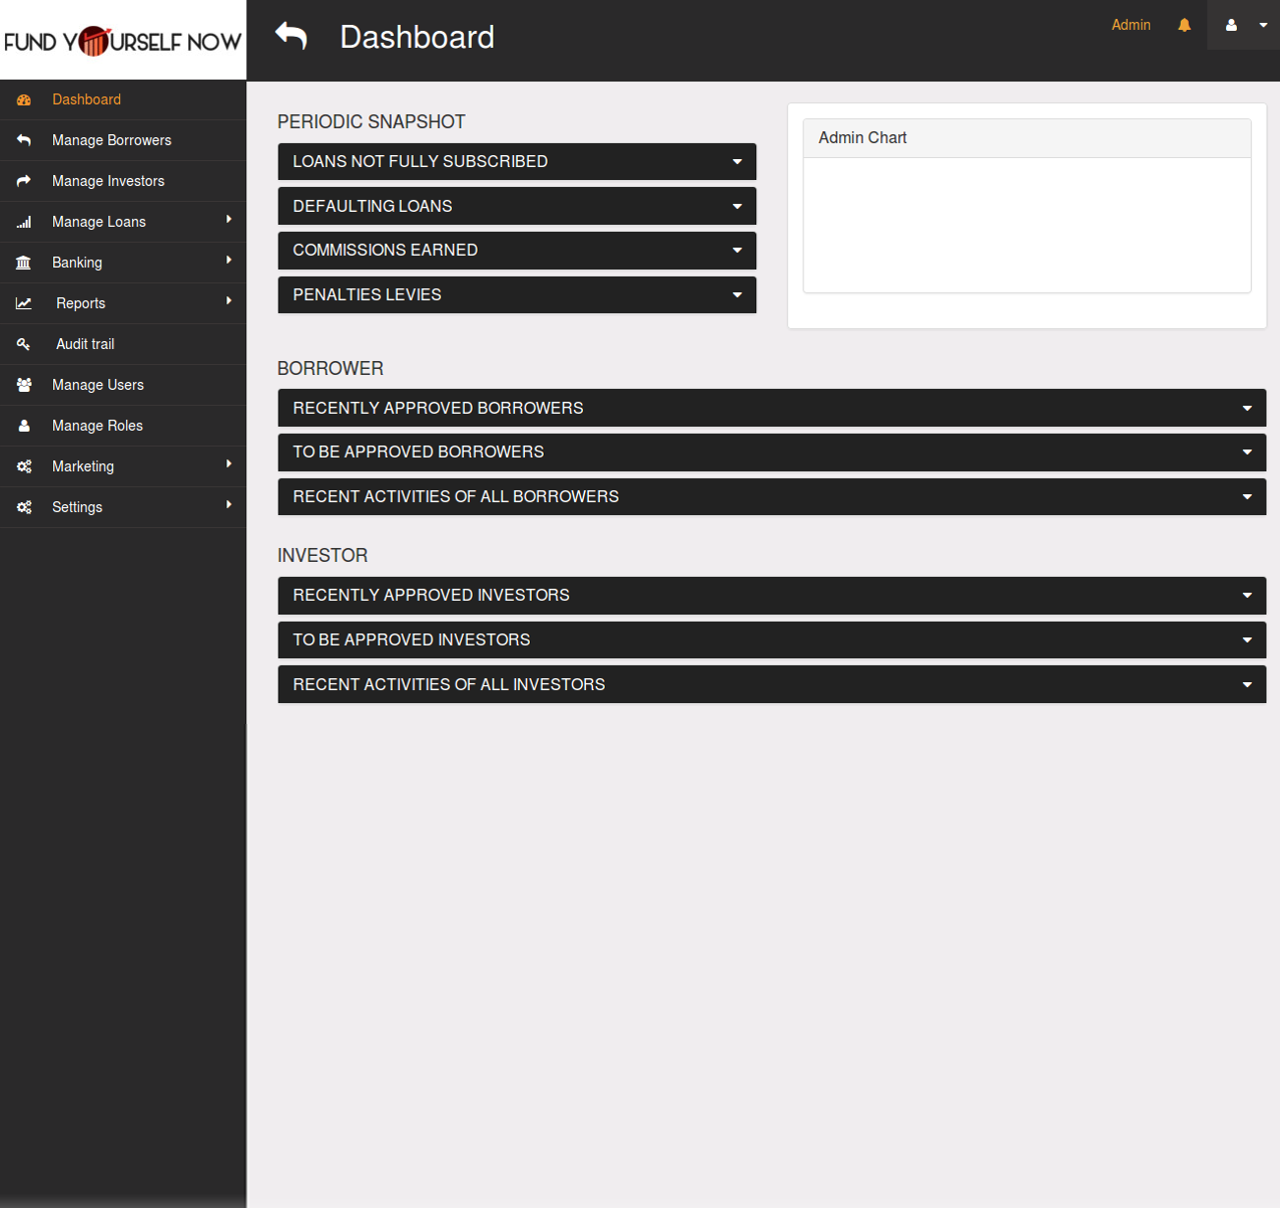 FUND YOURSELF NOW
Dashboard
Admin
Dashboard
Manage Borrowers
Manage Investors
Manage Loans
Banking
Reports
Audit trail
Manage Users
Manage Roles
Marketing
Settings
PERIODIC SNAPSHOT
LOANS NOT FULLY SUBSCRIBED
DEFAULTING LOANS
COMMISSIONS EARNED
PENALTIES LEVIES
Admin Chart
BORROWER
RECENTLY APPROVED BORROWERS
TO BE APPROVED BORROWERS
RECENT ACTIVITIES OF ALL BORROWERS
INVESTOR
RECENTLY APPROVED INVESTORS
TO BE APPROVED INVESTORS
RECENT ACTIVITIES OF ALL INVESTORS